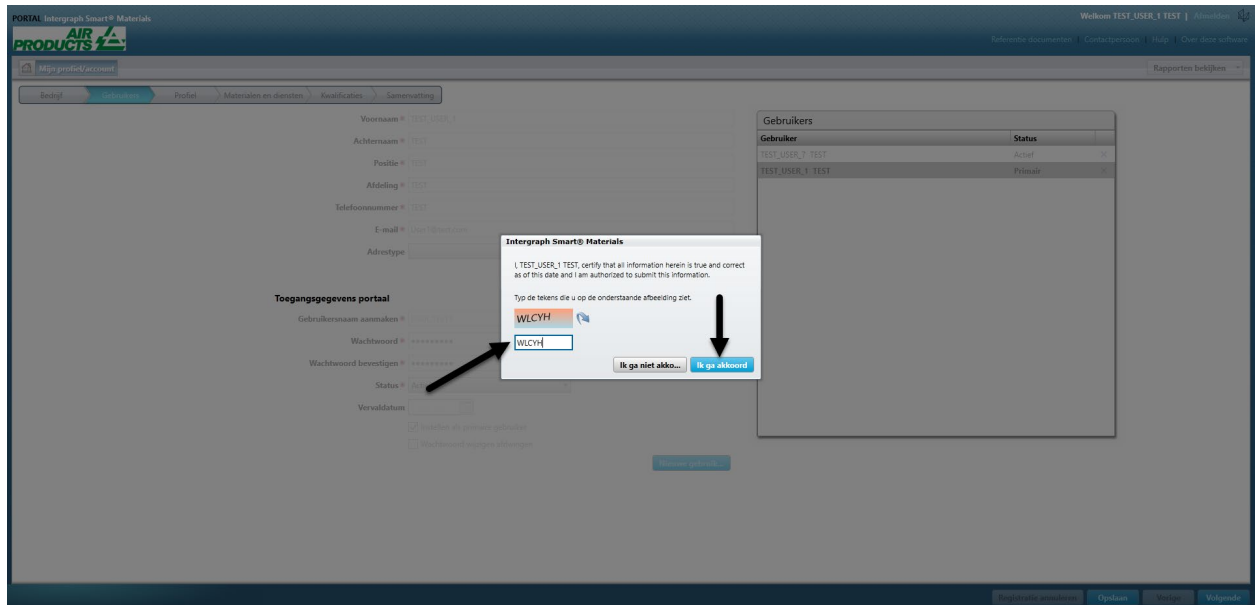 PORTAL Intergraph Smart® Materials
Welkom TEST_USER_1 TEST | Afmelden
AIR
PRODUCTS
Referentie documenten | Contactpersoon | Hulp | Over deze software
Mijn profiel/account
Rapporten bekijken
Bedrijf
Gebruikers
Profiel
Materialen en diensten
Kwalificaties
Samenvatting
Voornaam * TEST_USER_1
Achternaam * TEST
Positie * TEST
Afdeling * TEST
Telefoonnummer * TEST
E-mail *
Adrestype
Gebruikers
Gebruiker Status
TEST_USER_7 TEST Actief
TEST_USER_1 TEST Primair
Intergraph Smart® Materials
I, TEST_USER_1 TEST, certify that all information herein is true and correct
as of this date and I am authorized to submit this information.
Typ de tekens die u op de onderstaande afbeelding ziet.
WLCYH
WLCYH
Ik ga niet akko...
Ik ga akkoord
Toegangsgegevens portaal
Gebruikersnaam aanmaken *
Wachtwoord * •••••••••
Wachtwoord bevestigen * •••••••••
Status *
Vervaldatum
Instellen als primaire gebruiker
Wachtwoord wijzigen afdwingen
Nieuwe gebruik...
Registratie annuleren
Opslaan
Vorige
Volgende